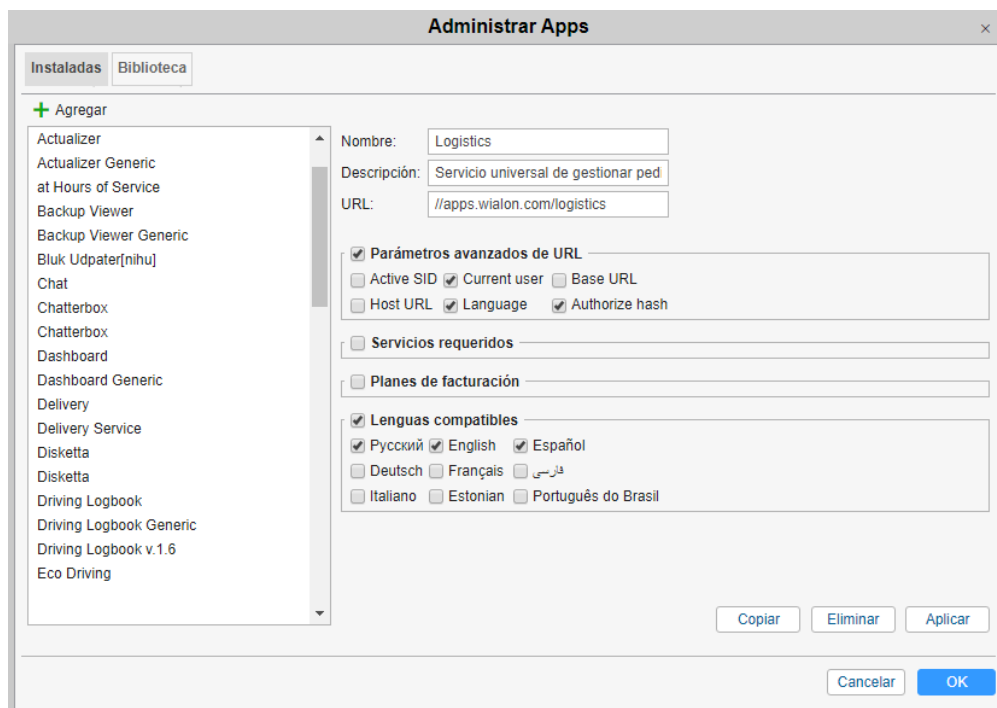 Administrar Apps ×
Instaladas Biblioteca
Agregar
Actualizer
Actualizer Generic
at Hours of Service
Backup Viewer
Backup Viewer Generic
Bluk Udpater[nihu]
Chat
Chatterbox
Chatterbox
Dashboard
Dashboard Generic
Delivery
Delivery Service
Disketta
Disketta
Driving Logbook
Driving Logbook Generic
Driving Logbook v.1.6
Eco Driving
Nombre: Logistics
Descripción: Servicio universal de gestionar ped
URL: //apps.wialon.com/logistics
Parámetros avanzados de URL
Active SID Current user Base URL
Host URL Language Authorize hash
Servicios requeridos
Planes de facturación
Lenguas compatibles
Русский English Español
Deutsch Français فارسی
Italiano Estonian Português do Brasil
Copiar Eliminar Aplicar
Cancelar OK